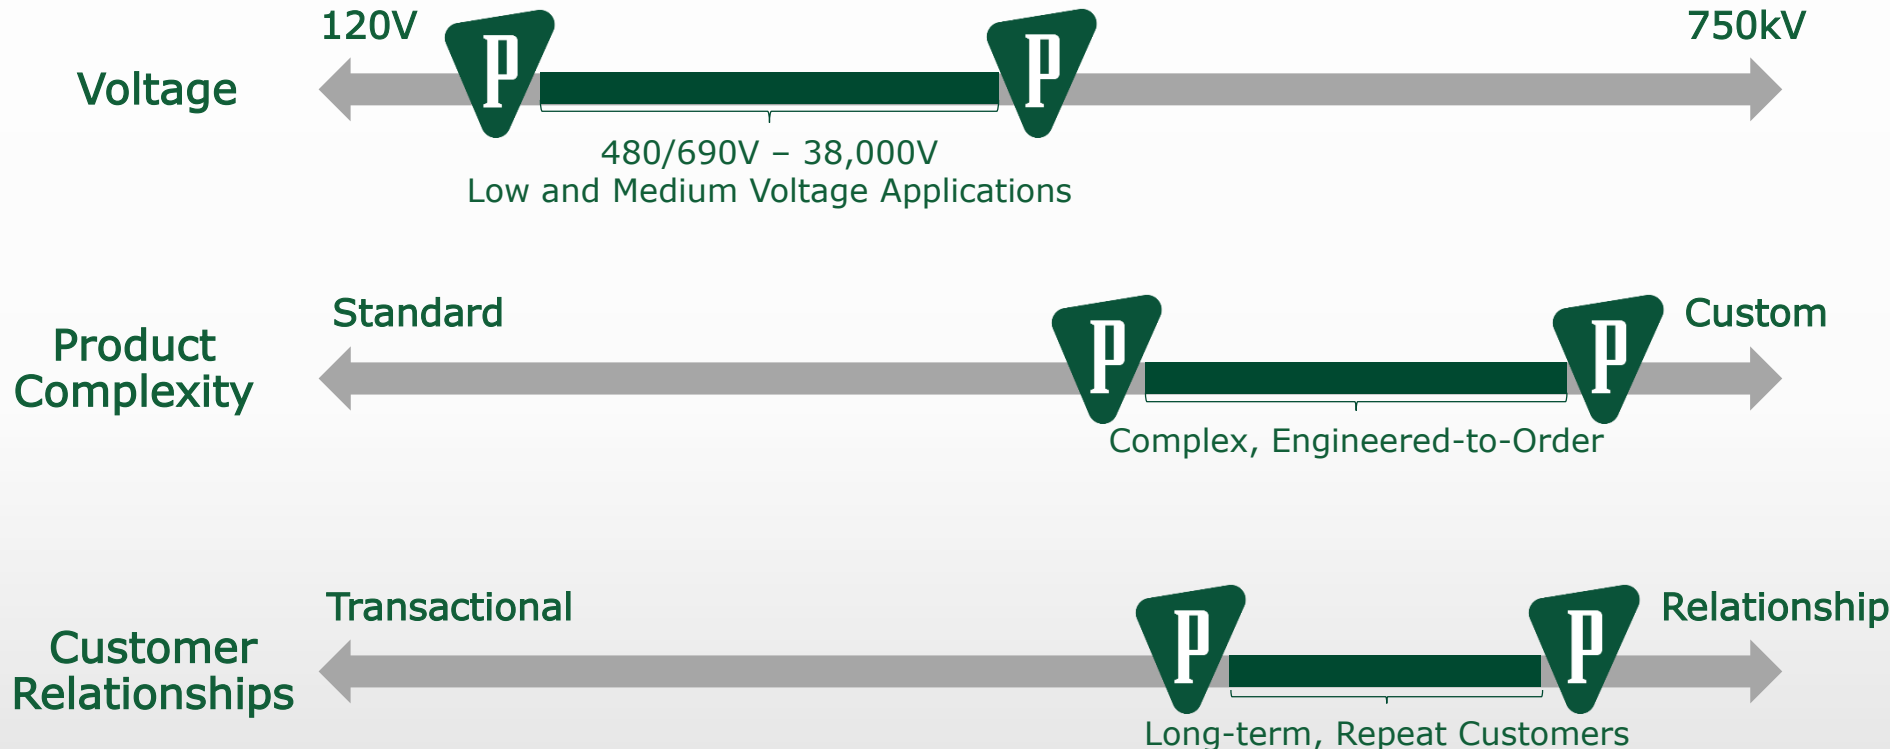 120V
750kV
Voltage
P
P
480/690V – 38,000V
Low and Medium Voltage Applications
Standard
Custom
Product
Complexity
P
P
Complex, Engineered-to-Order
Transactional
Relationship
Customer
Relationships
P
P
Long-term, Repeat Customers